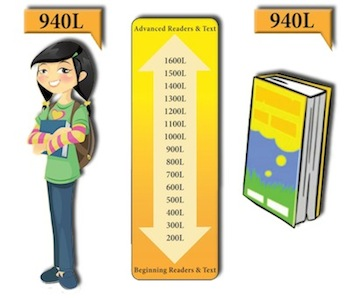 940L
Advanced Readers & Text
1600L
1500L
1400L
1300L
1200L
1100L
1000L
900L
800L
700L
600L
500L
400L
300L
200L
Beginning Readers & Text
940L